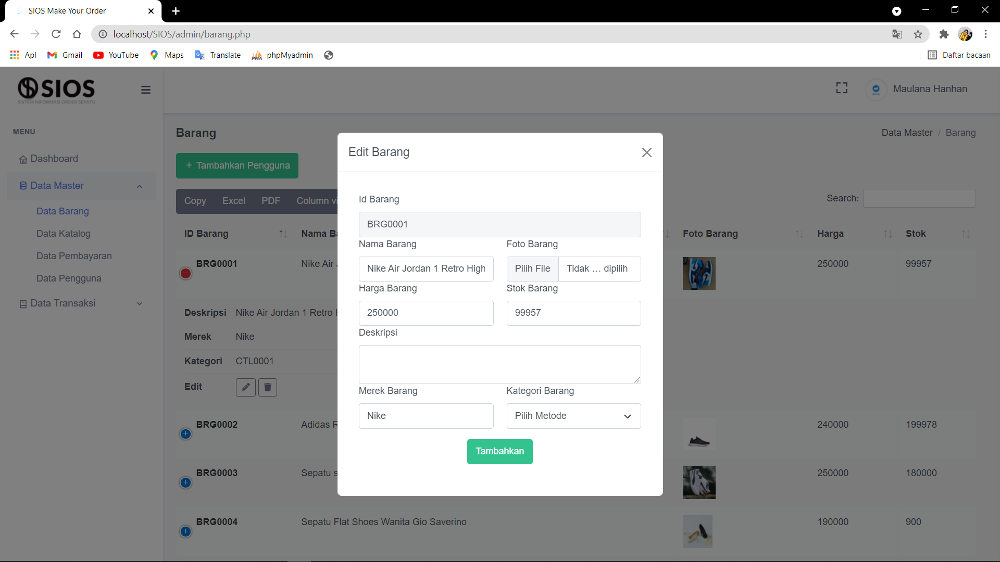 SIOS Make Your Order
localhost/SIOS/admin/barang.php
Apl
Gmail
YouTube
Maps
Translate
PMA
phpMyadmin
Daftar bacaan
SIOS
SISTEM INFORMASI ORDER SEPATU
Maulana Hanhan
MENU
Dashboard
Data Master
Data Barang
Data Katalog
Data Pembayaran
Data Pengguna
Data Transaksi
Barang
Data Master / Barang
+ Tambahkan Pengguna
Copy Excel PDF Column vi
Search:
ID Barang Nama Ba Foto Barang Harga Stok
BRG0001 Nike Air 250000 99957
Deskripsi Nike Air Jordan 1 Retro
Merek Nike
Kategori CTL0001
Edit
BRG0002 Adidas R 240000 199978
BRG0003 Sepatu s 250000 180000
BRG0004 Sepatu Flat Shoes Wanita Gio Saverino 190000 900
Edit Barang
Id Barang
BRG0001
Nama Barang Foto Barang
Nike Air Jordan 1 Retro High Pilih File Tidak ... dipilih
Harga Barang Stok Barang
250000 99957
Deskripsi
Merek Barang Kategori Barang
Nike Pilih Metode
Tambahkan